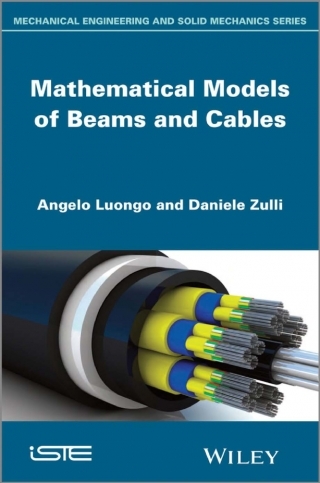 MECHANICAL ENGINEERING AND SOLID MECHANICS SERIES
Mathematical Models
of Beams and Cables
Angelo Luongo and Daniele Zulli
iSTE
WILEY